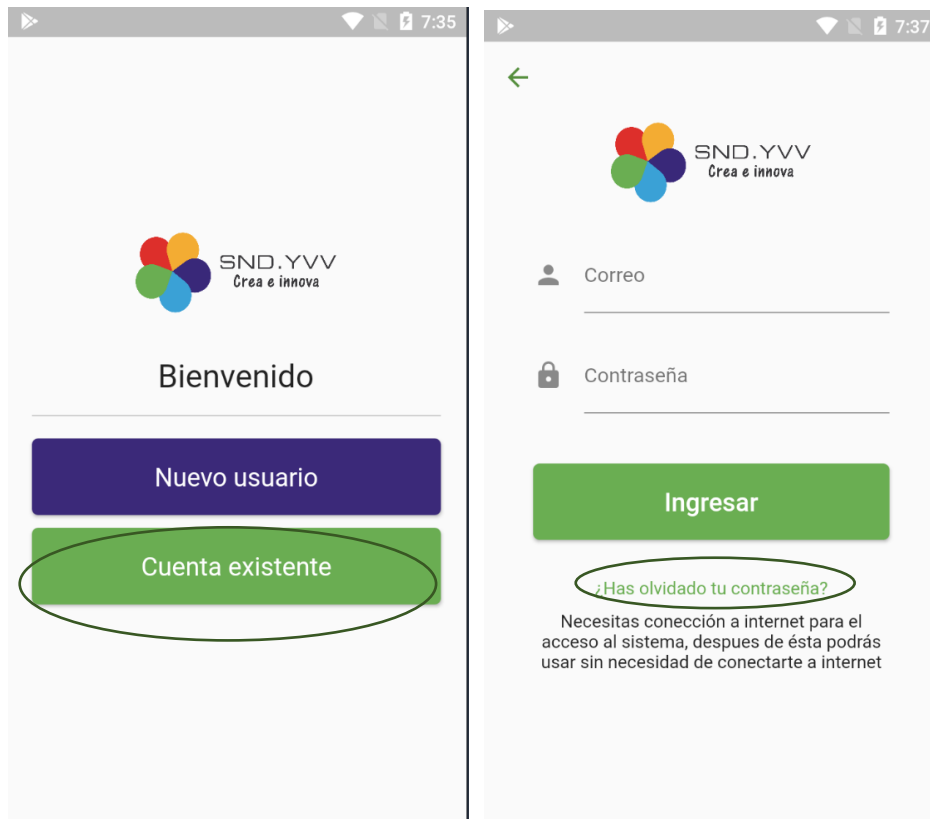 7:35
SND.YVV
Crea e innova
Bienvenido
Nuevo usuario
Cuenta existente
7:37
SND.YVV
Crea e innova
Correo
Contraseña
Ingresar
¿Has olvidado tu contraseña?
Necesitas conección a internet para el
acceso al sistema, despues de ésta podrás
usar sin necesidad de conectarte a internet